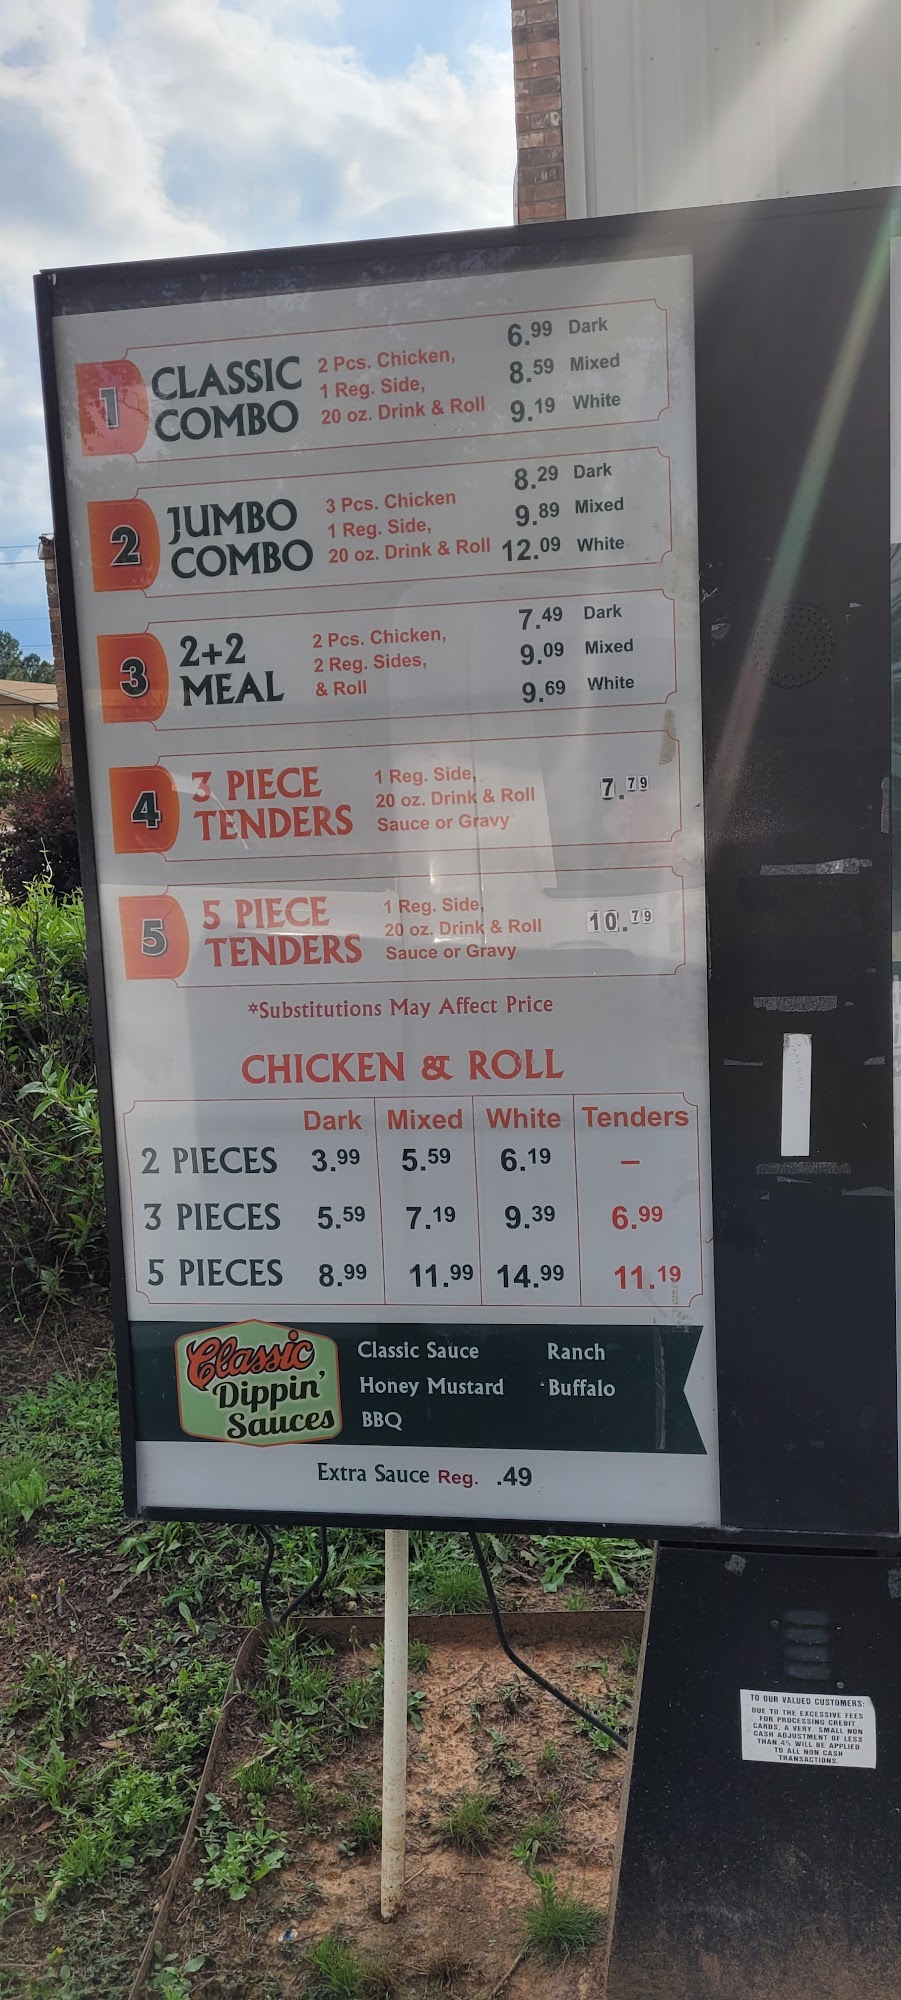 1 CLASSIC COMBO
2 Pcs. Chicken,
1 Reg. Side,
20 oz. Drink & Roll
6.99 Dark
8.59 Mixed
9.19 White
2 JUMBO COMBO
3 Pcs. Chicken
1 Reg. Side,
20 oz. Drink & Roll
8.29 Dark
9.89 Mixed
12.09 White
3 2+2 MEAL
2 Pcs. Chicken,
2 Reg. Sides,
& Roll
7.49 Dark
9.09 Mixed
9.69 White
4 3 PIECE TENDERS
1 Reg. Side,
20 oz. Drink & Roll
Sauce or Gravy
7.79
5 5 PIECE TENDERS
1 Reg. Side,
20 oz. Drink & Roll
Sauce or Gravy
10.79
*Substitutions May Affect Price
CHICKEN & ROLL
Dark Mixed White Tenders
2 PIECES 3.99 5.59 6.19 –
3 PIECES 5.59 7.19 9.39 6.99
5 PIECES 8.99 11.99 14.99 11.19
Classic
Dippin'
Sauces
Classic Sauce Ranch
Honey Mustard Buffalo
BBQ
Extra Sauce Reg. .49
TO OUR VALUED CUSTOMERS:
DUE TO THE EXCESSIVE FEES
FOR PROCESSING CREDIT
CARDS, A VERY SMALL NON
CASH ADJUSTMENT OF LESS
THAN 4% WILL BE APPLIED
TO ALL NON CASH
TRANSACTIONS.